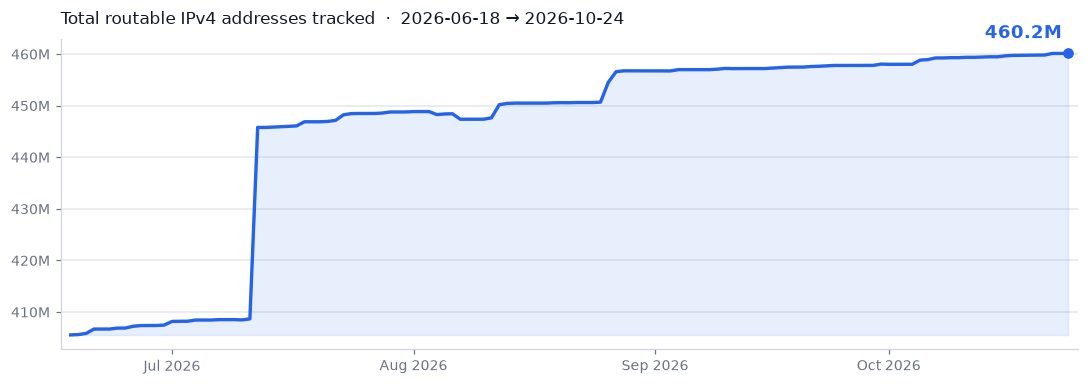 Total routable IPv4 addresses tracked · 2026-06-18 → 2026-10-24
460.2M
460M
450M
440M
430M
420M
410M
Jul 2026
Aug 2026
Sep 2026
Oct 2026